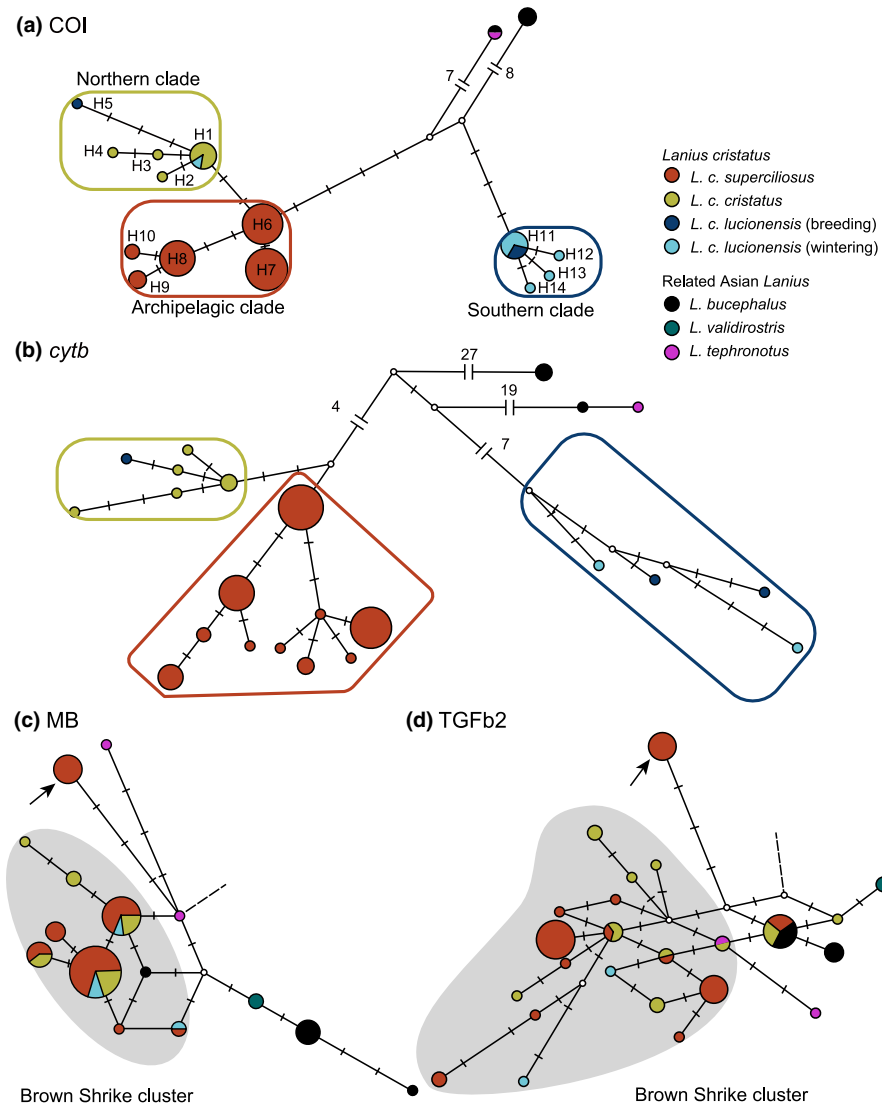 (a) COI
Northern clade
H5
H1
H4
H3
H2
H6
H10
H8
H7
H9
Archipelagic clade
7
8
H11
H12
H13
H14
Southern clade
Lanius cristatus
L. c. superciliosus
L. c. cristatus
L. c. lucionensis (breeding)
L. c. lucionensis (wintering)
Related Asian Lanius
L. bucephalus
L. validirostris
L. tephronotus
(b) cytb
27
4
19
7
(c) MB
Brown Shrike cluster
(d) TGFb2
Brown Shrike cluster